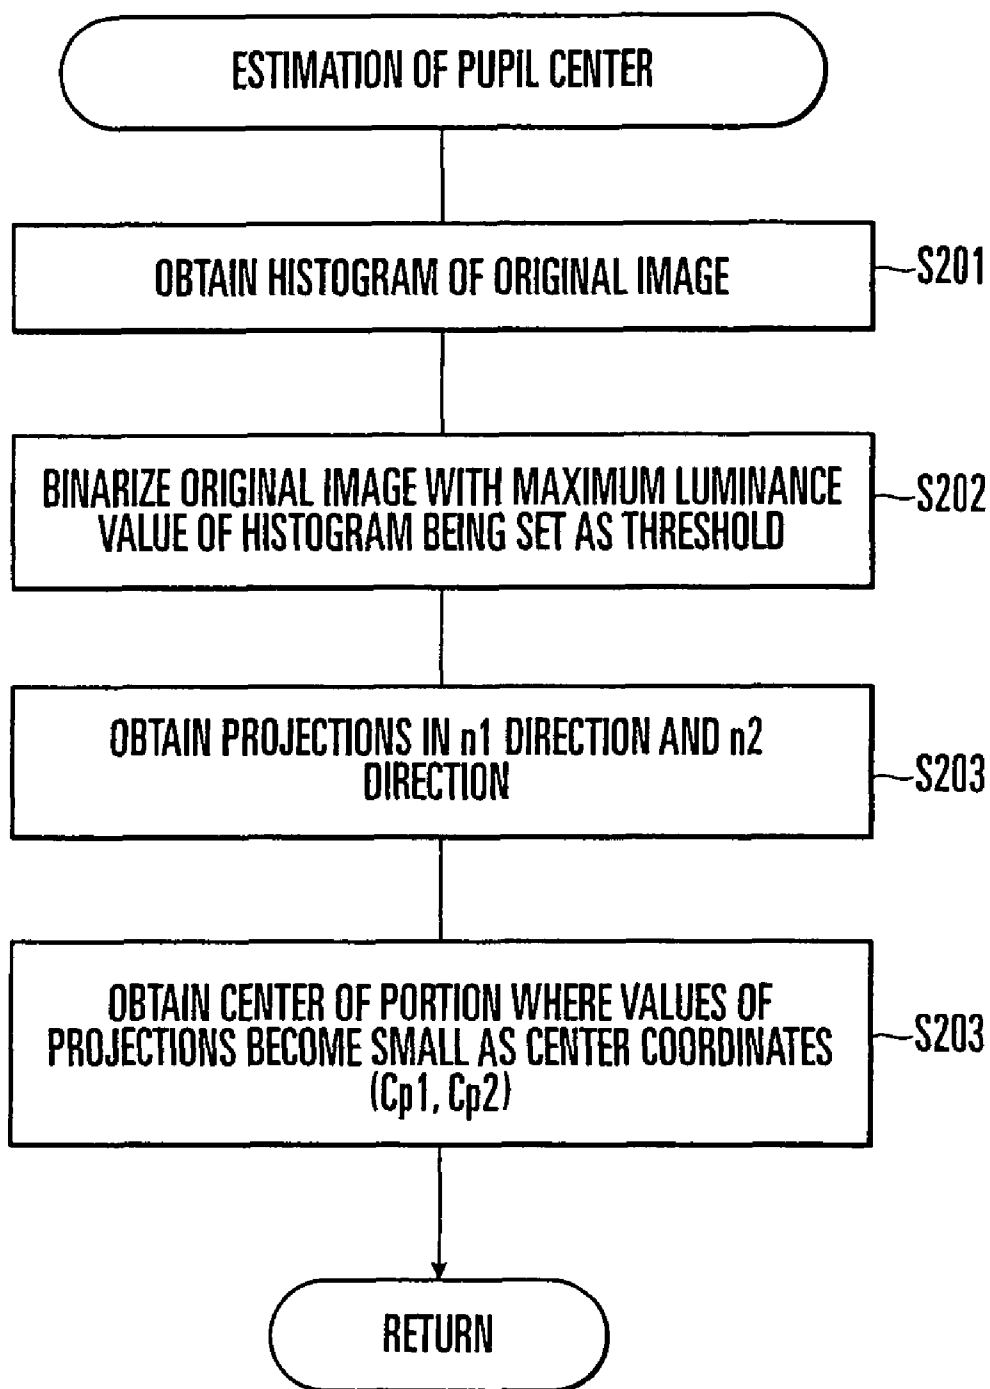 ESTIMATION OF PUPIL CENTER
OBTAIN HISTOGRAM OF ORIGINAL IMAGE
S201
BINARIZE ORIGINAL IMAGE WITH MAXIMUM LUMINANCE
VALUE OF HISTOGRAM BEING SET AS THRESHOLD
S202
OBTAIN PROJECTIONS IN n1 DIRECTION AND n2
DIRECTION
S203
OBTAIN CENTER OF PORTION WHERE VALUES OF
PROJECTIONS BECOME SMALL AS CENTER COORDINATES
(Cp1, Cp2)
S203
RETURN